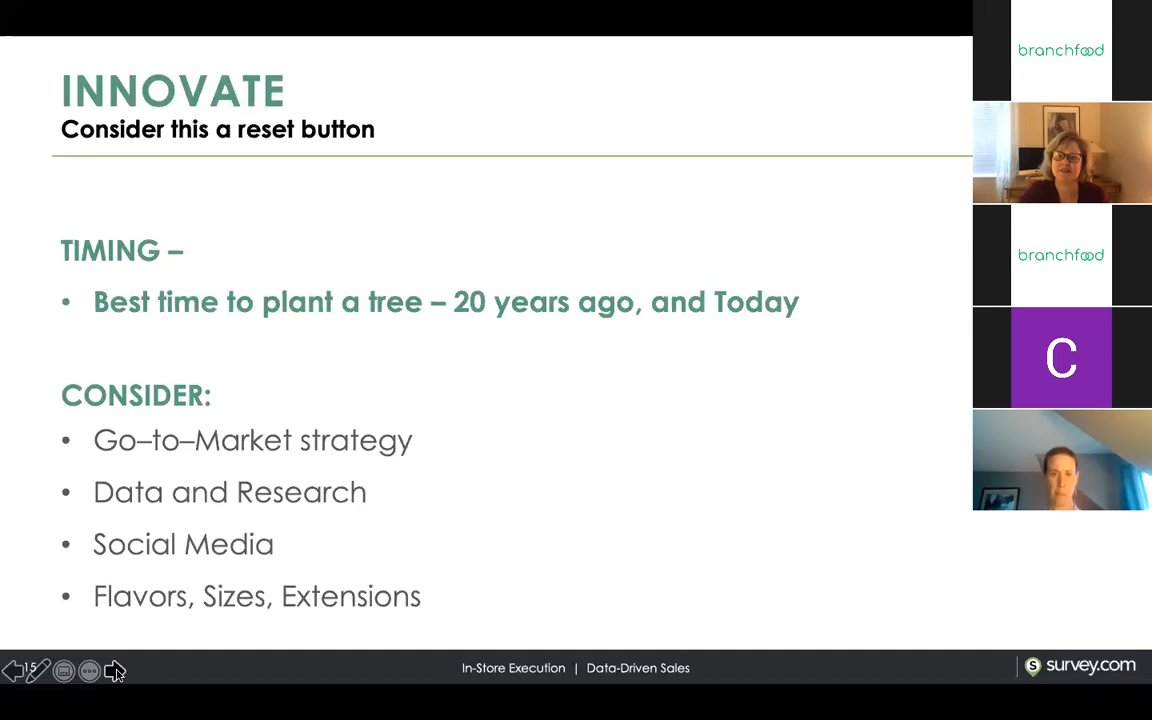 INNOVATE
Consider this a reset button
TIMING –
• Best time to plant a tree – 20 years ago, and Today
CONSIDER:
• Go–to–Market strategy
• Data and Research
• Social Media
• Flavors, Sizes, Extensions
15
In-Store Execution | Data-Driven Sales
survey.com
branchfood
branchfood
C